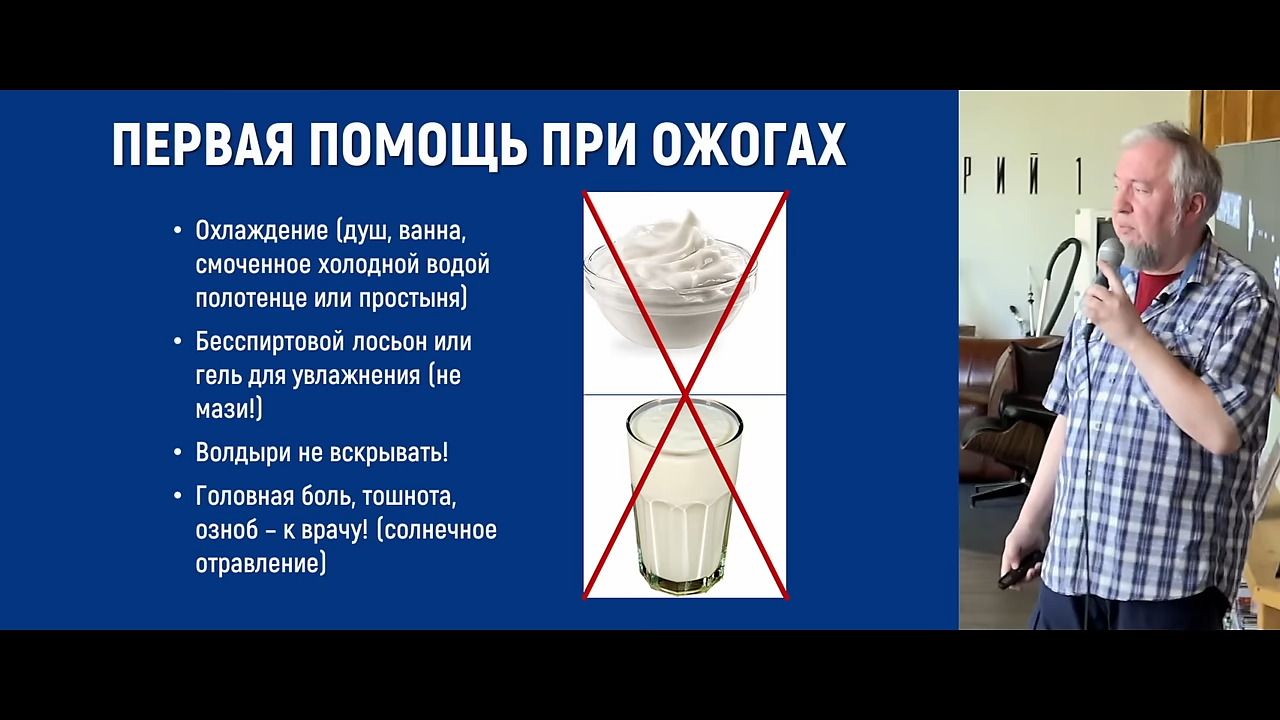 ПЕРВАЯ ПОМОЩЬ ПРИ ОЖОГАХ
• Охлаждение (душ, ванна,
смоченное холодной водой
полотенце или простыня)
• Бесспиртовой лосьон или
гель для увлажнения (не
мази!)
• Волдыри не вскрывать!
• Головная боль, тошнота,
озноб – к врачу! (солнечное
отравление)
РИЙ 1